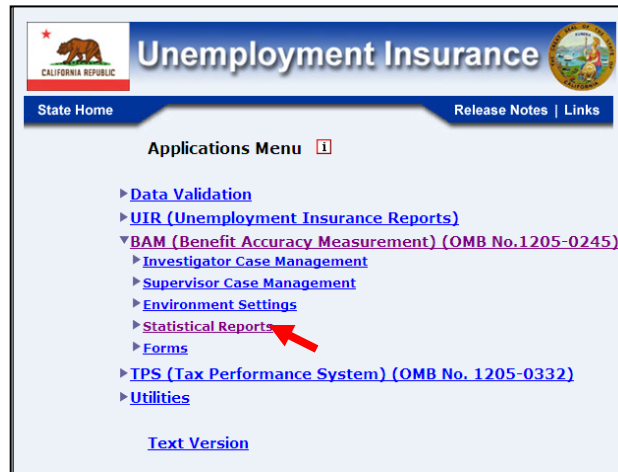 CALIFORNIA REPUBLIC
Unemployment Insurance
State Home
Release Notes | Links
Applications Menu i
Data Validation
UIR (Unemployment Insurance Reports)
BAM (Benefit Accuracy Measurement) (OMB No.1205-0245)
Investigator Case Management
Supervisor Case Management
Environment Settings
Statistical Reports
Forms
TPS (Tax Performance System) (OMB No. 1205-0332)
Utilities
Text Version